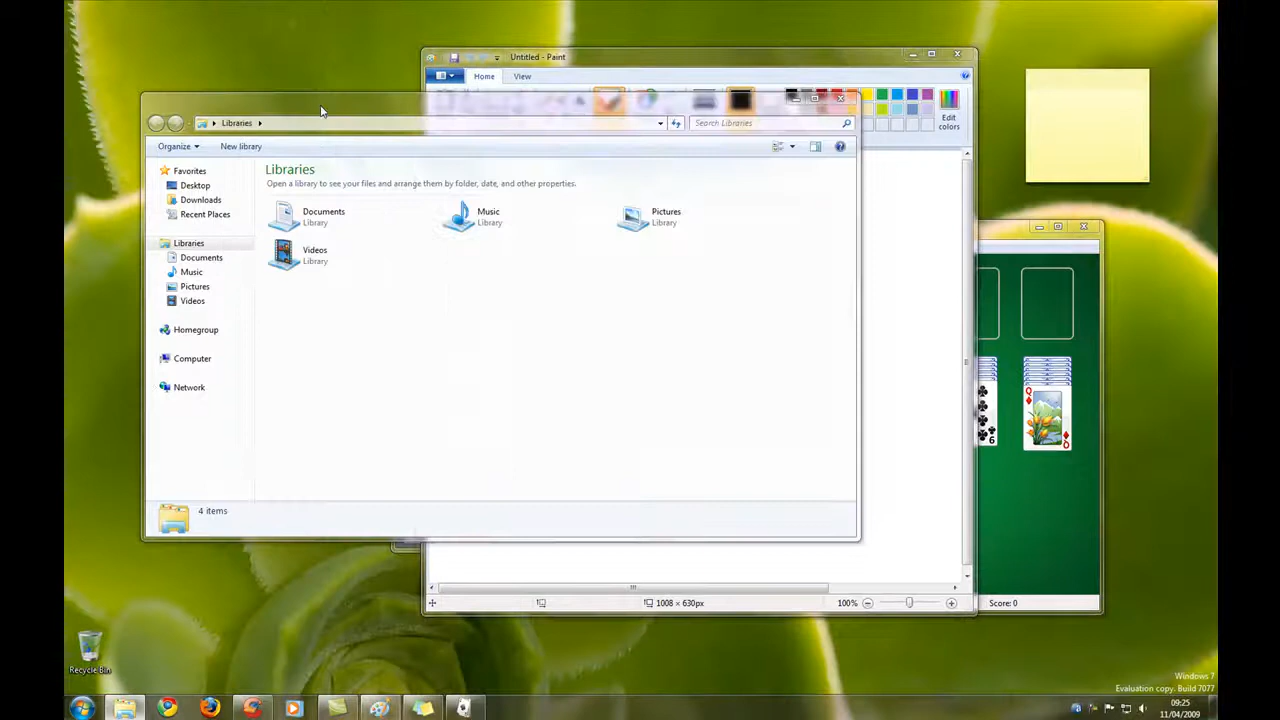 Untitled - Paint
Home View
Edit colors
Libraries
Search Libraries
Organize New library
Favorites
Desktop
Downloads
Recent Places
Libraries
Documents
Music
Pictures
Videos
Homegroup
Computer
Network
Libraries
Open a library to see your files and arrange them by folder, date, and other properties.
Documents
Library
Music
Library
Pictures
Library
Videos
Library
4 items
1008 × 630px
100%
Q
Q
6
Score: 0
Recycle Bin
Windows 7
Evaluation copy. Build 7077
09:25
11/04/2009